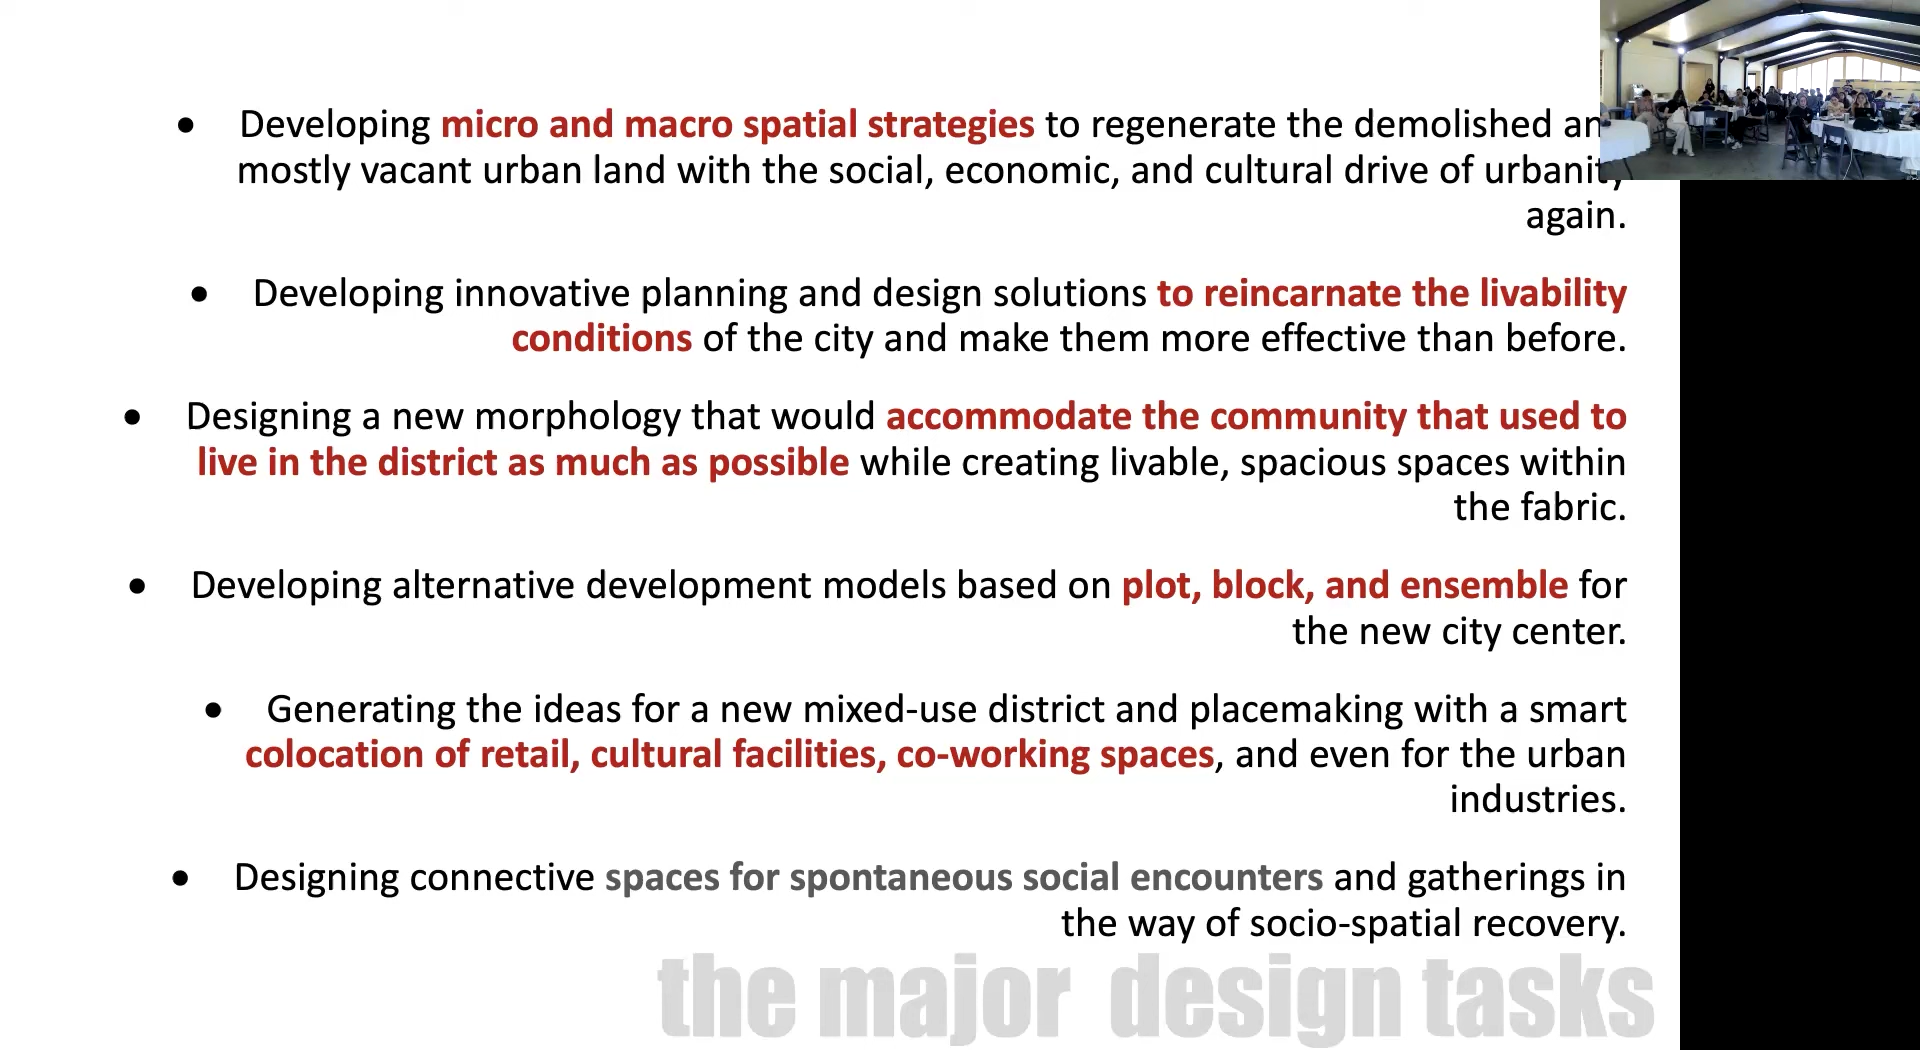 • Developing micro and macro spatial strategies to regenerate the demolished an
mostly vacant urban land with the social, economic, and cultural drive of urbanity
again.
• Developing innovative planning and design solutions to reincarnate the livability
conditions of the city and make them more effective than before.
• Designing a new morphology that would accommodate the community that used to
live in the district as much as possible while creating livable, spacious spaces within
the fabric.
• Developing alternative development models based on plot, block, and ensemble for
the new city center.
• Generating the ideas for a new mixed-use district and placemaking with a smart
colocation of retail, cultural facilities, co-working spaces, and even for the urban
industries.
• Designing connective spaces for spontaneous social encounters and gatherings in
the way of socio-spatial recovery.
the major design tasks